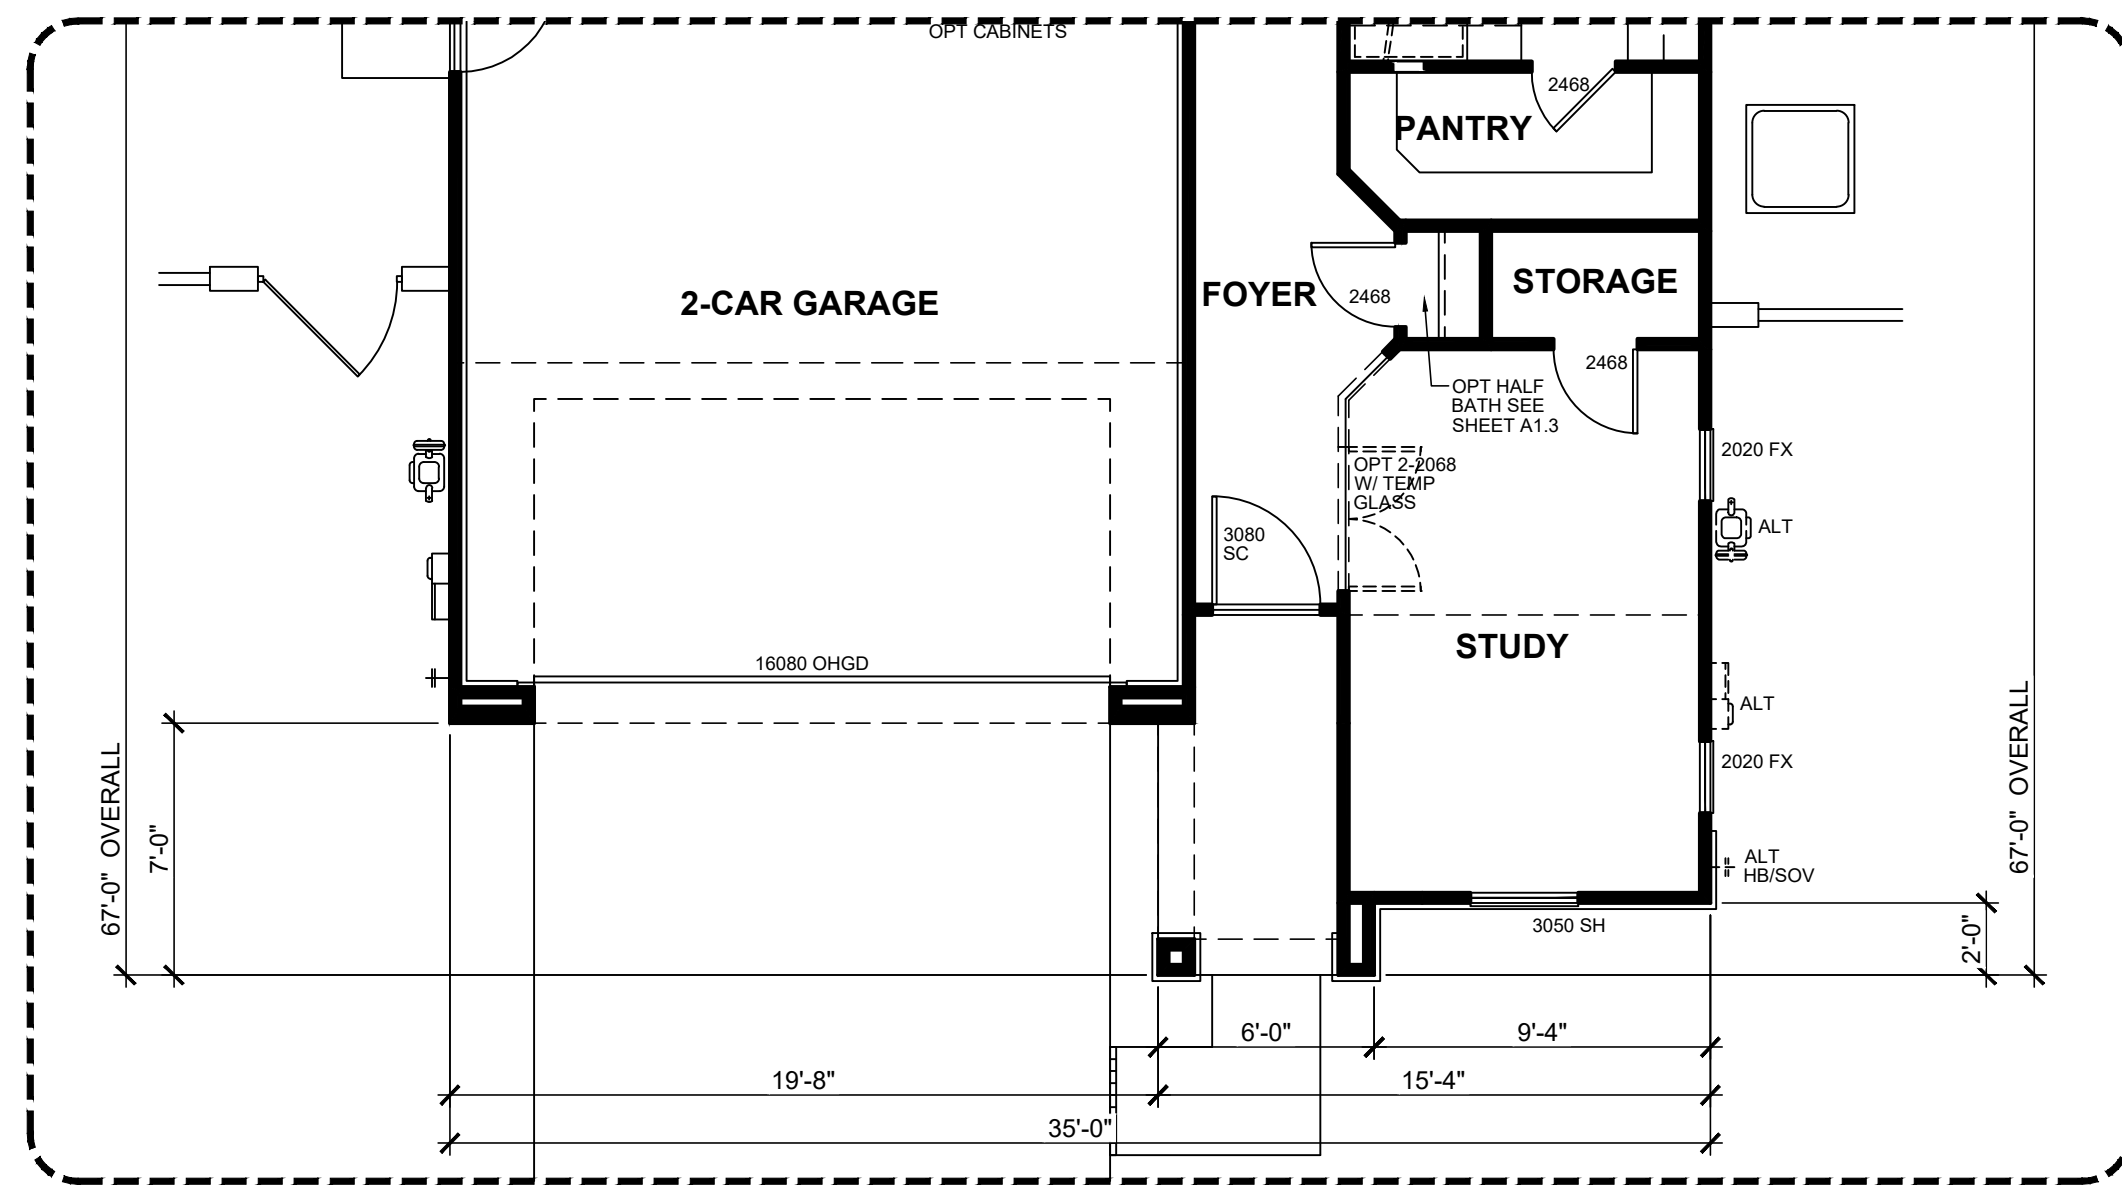 OPT CABINETS
2468
PANTRY
2-CAR GARAGE
FOYER
2468
STORAGE
2468
OPT HALF
BATH SEE
SHEET A1.3
2020 FX
OPT 2-2068
W/ TEMP
GLASS
3080
SC
ALT
STUDY
16080 OHGD
ALT
2020 FX
67'-0" OVERALL
7'-0"
67'-0" OVERALL
ALT
HB/SOV
3050 SH
2'-0"
6'-0"
9'-4"
19'-8"
15'-4"
35'-0"